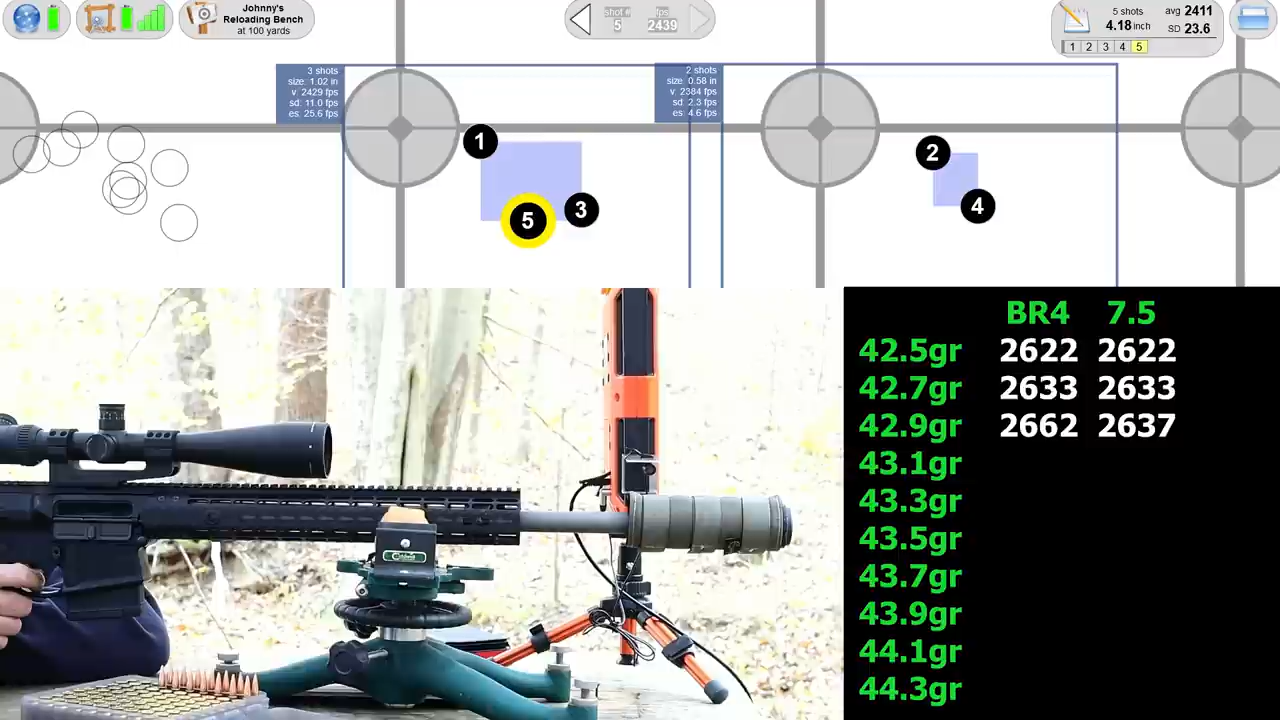 Johnny's
Reloading Bench
at 100 yards
shot #
5
fps
2439
5 shots
4.18 inch
avg 2411
SD 23.6
1 2 3 4 5
3 shots
size: 1.02 in
v: 2429 fps
sd: 11.0 fps
es: 25.6 fps
2 shots
size: 0.58 in
v: 2384 fps
sd: 2.3 fps
es: 4.6 fps
1
5
3
2
4
Caldwell
BR4 7.5
42.5gr 2622 2622
42.7gr 2633 2633
42.9gr 2662 2637
43.1gr
43.3gr
43.5gr
43.7gr
43.9gr
44.1gr
44.3gr